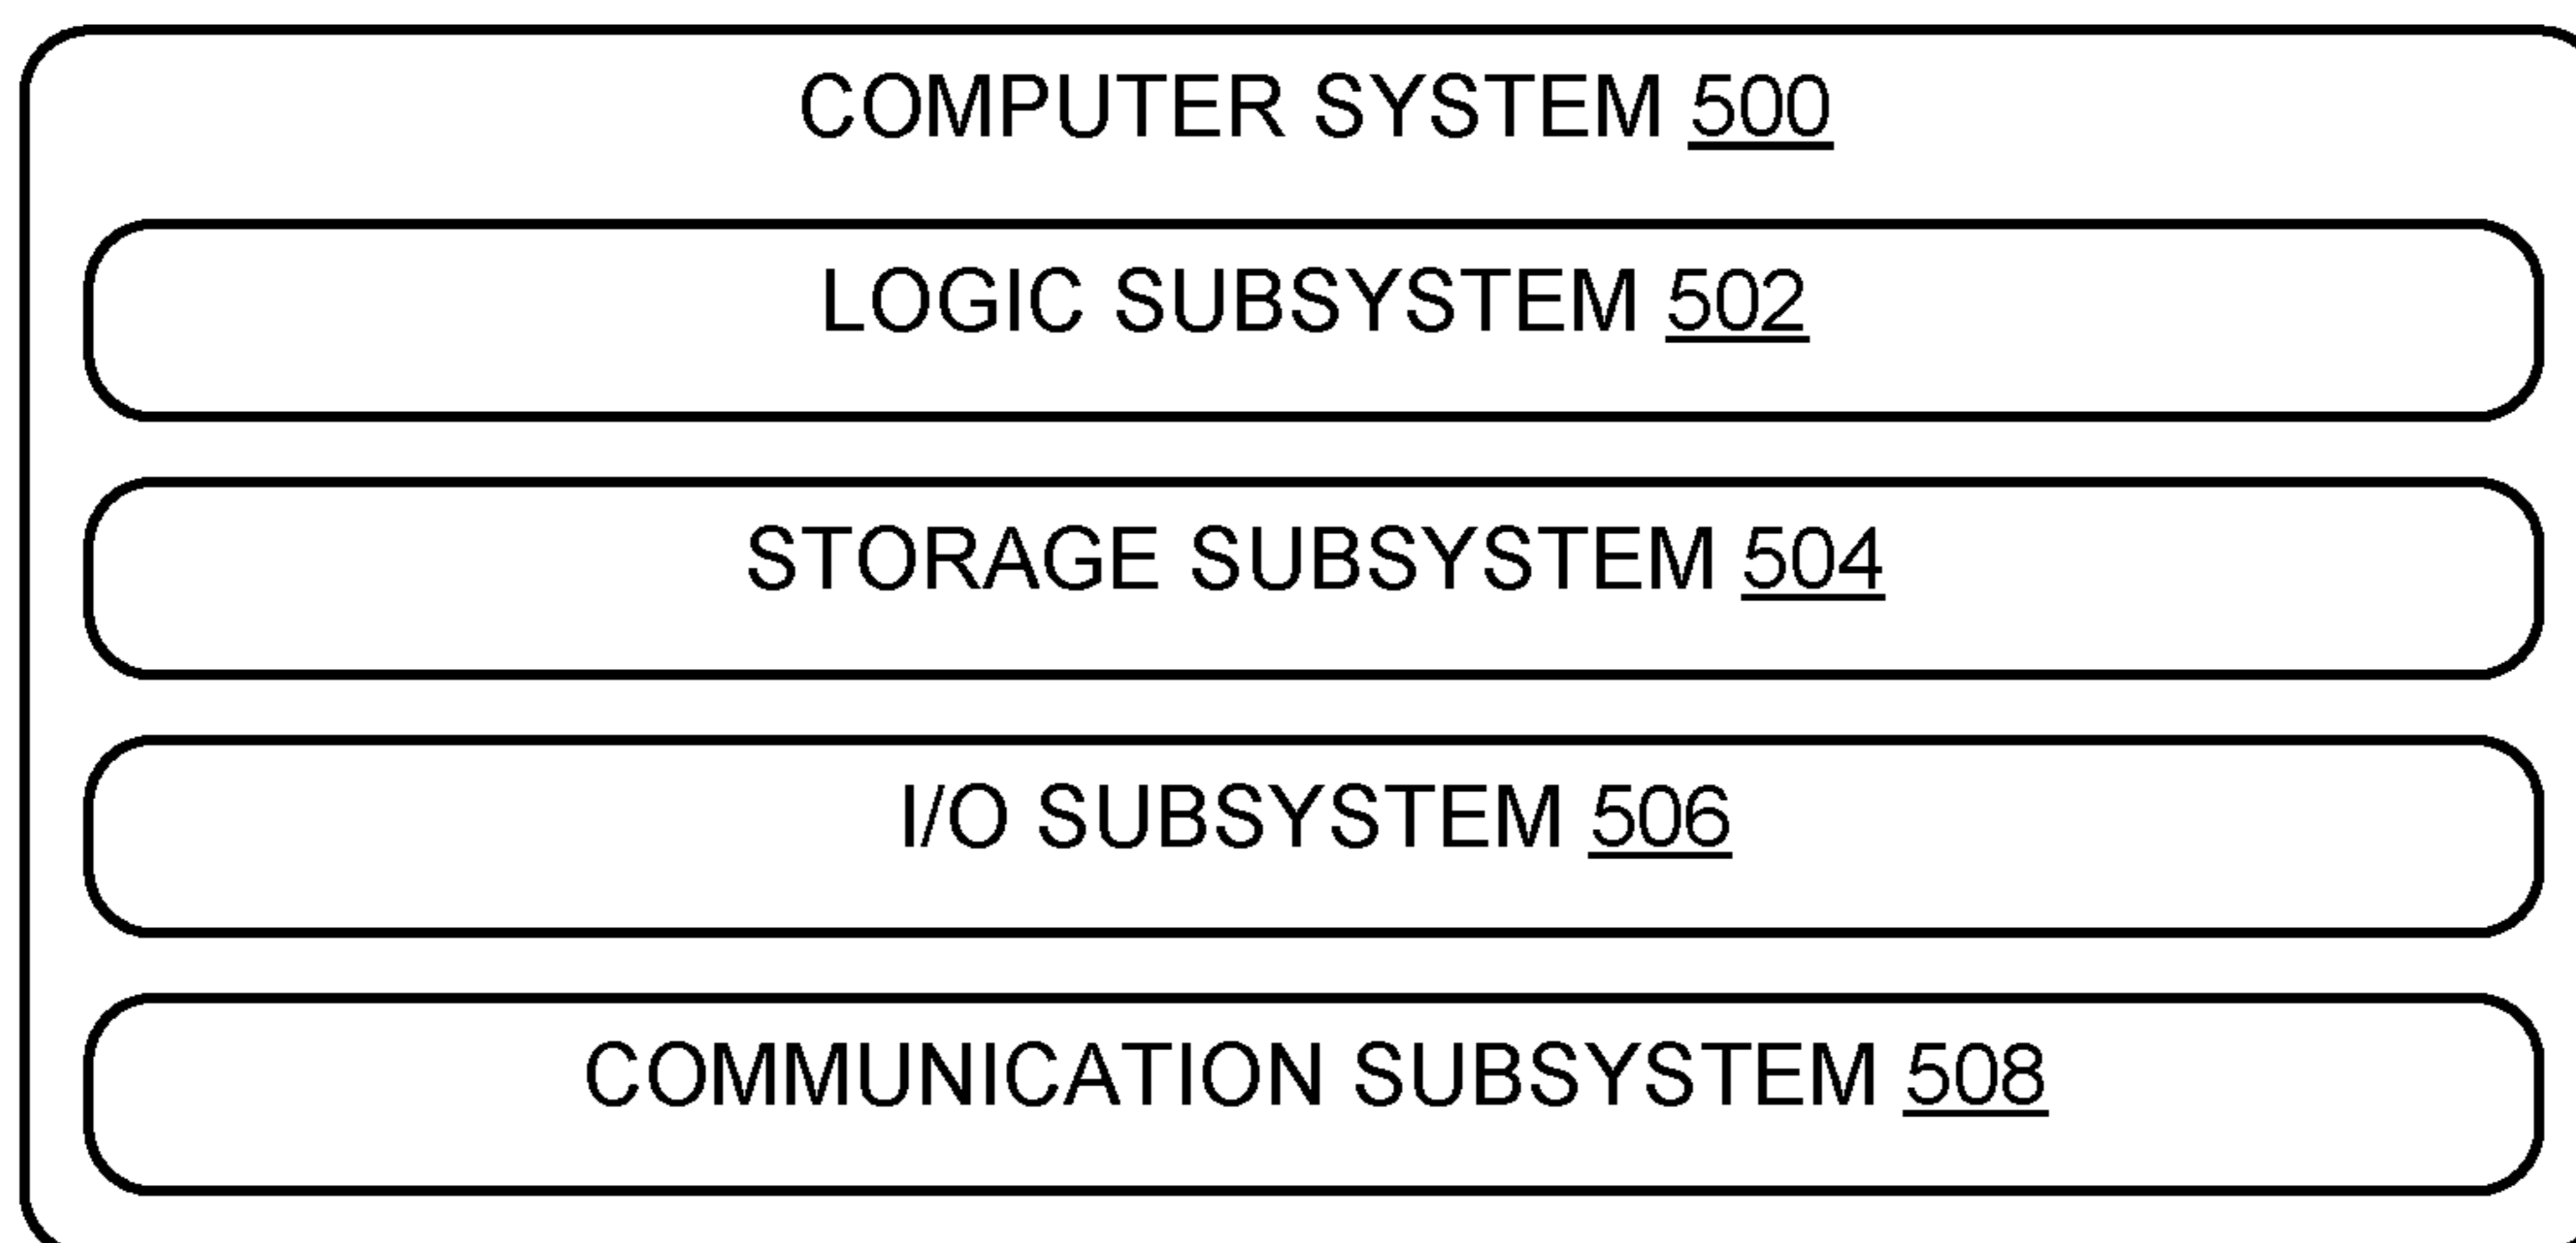 COMPUTER SYSTEM 500
LOGIC SUBSYSTEM 502
STORAGE SUBSYSTEM 504
I/O SUBSYSTEM 506
COMMUNICATION SUBSYSTEM 508